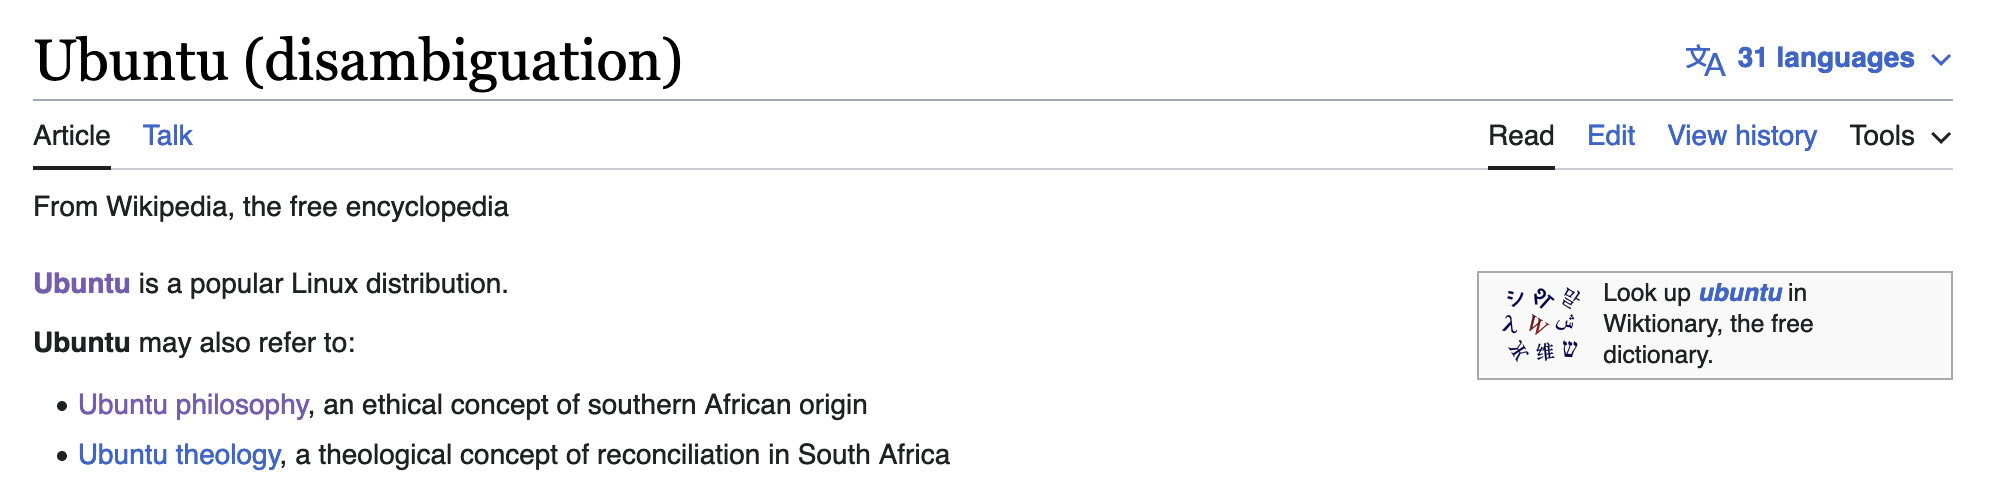 Ubuntu (disambiguation)
31 languages
Article Talk
Read Edit View history Tools
From Wikipedia, the free encyclopedia
Ubuntu is a popular Linux distribution.
Ubuntu may also refer to:
• Ubuntu philosophy, an ethical concept of southern African origin
• Ubuntu theology, a theological concept of reconciliation in South Africa
Look up ubuntu in
Wiktionary, the free
dictionary.